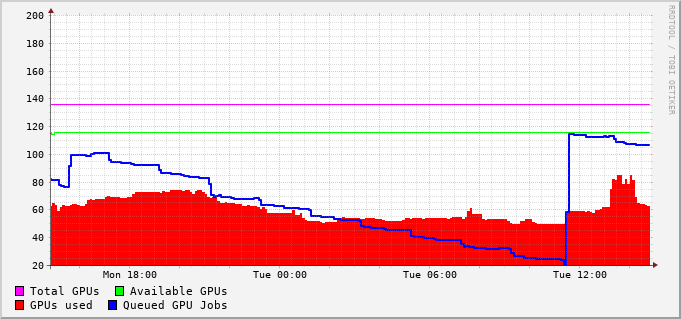 200
180
160
140
120
100
80
60
40
20
Mon 18:00 Tue 00:00 Tue 06:00 Tue 12:00
Total GPUs Available GPUs
GPUs used Queued GPU Jobs
RRDTOOL / TOBI OETIKER